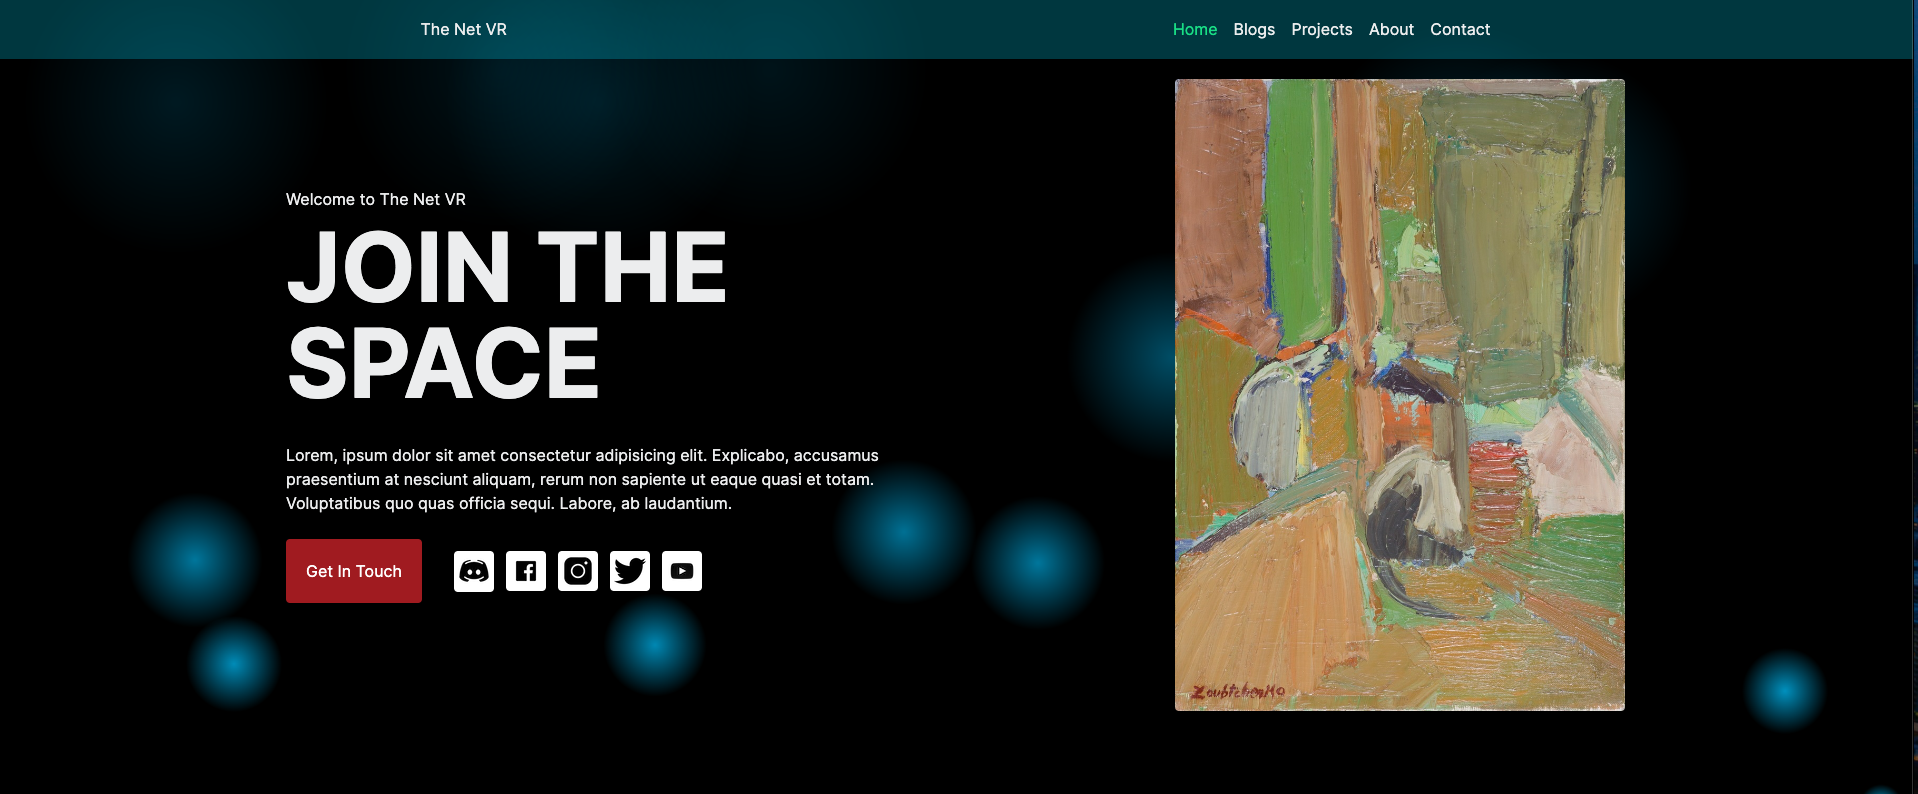 The Net VR
Home Blogs Projects About Contact
Welcome to The Net VR
JOIN THE
SPACE
Lorem, ipsum dolor sit amet consectetur adipisicing elit. Explicabo, accusamus
praesentium at nesciunt aliquam, rerum non sapiente ut eaque quasi et totam.
Voluptatibus quo quas officia sequi. Labore, ab laudantium.
Get In Touch